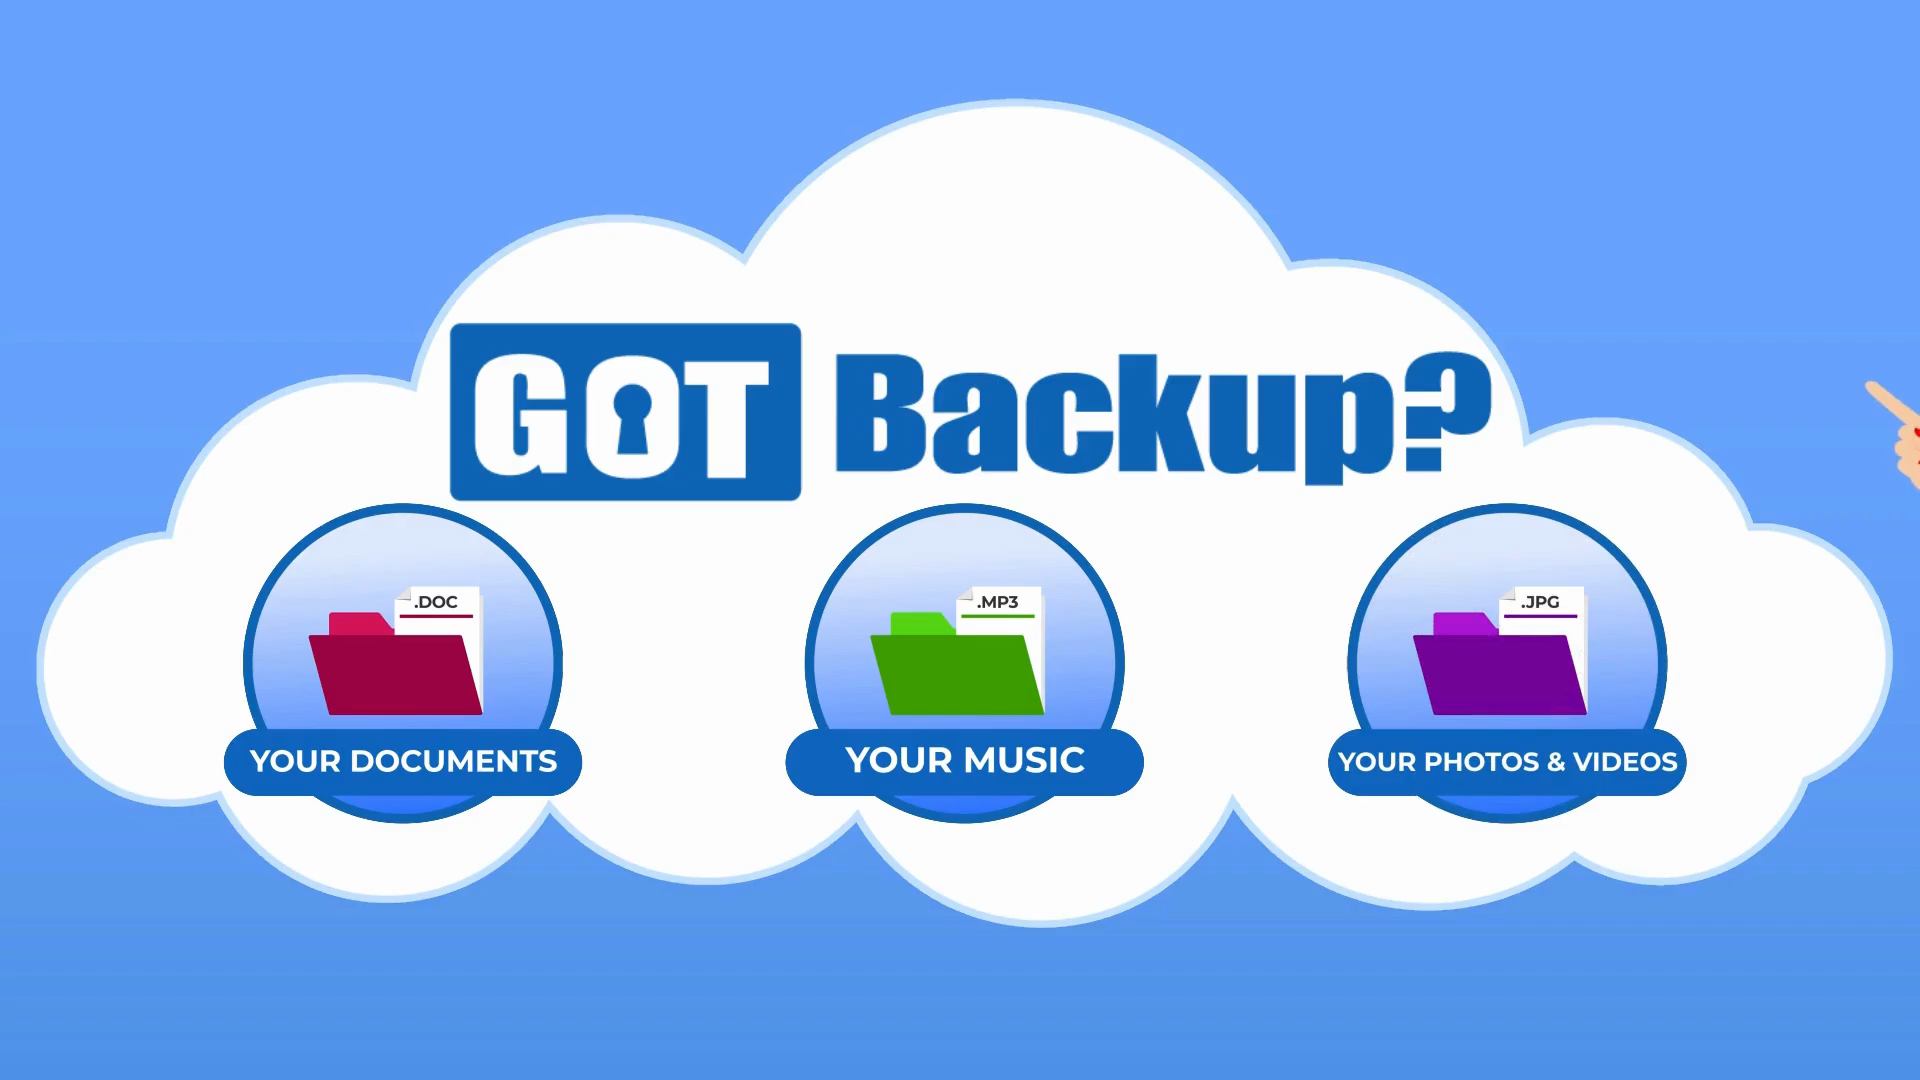 GOT Backup?
.DOC
.MP3
.JPG
YOUR DOCUMENTS
YOUR MUSIC
YOUR PHOTOS & VIDEOS